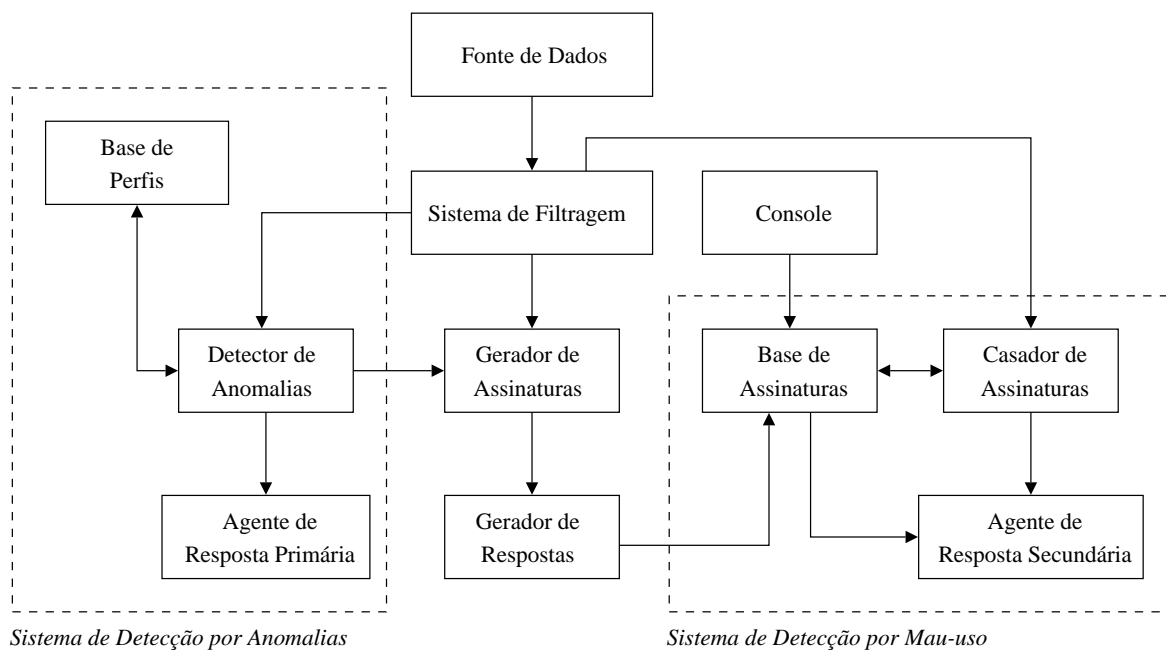 Fonte de Dados
Base de
Perfis
Sistema de Filtragem
Console
Detector de
Anomalias
Gerador de
Assinaturas
Base de
Assinaturas
Casador de
Assinaturas
Agente de
Resposta Primária
Gerador de
Respostas
Agente de
Resposta Secundária
Sistema de Detecção por Anomalias
Sistema de Detecção por Mau-uso